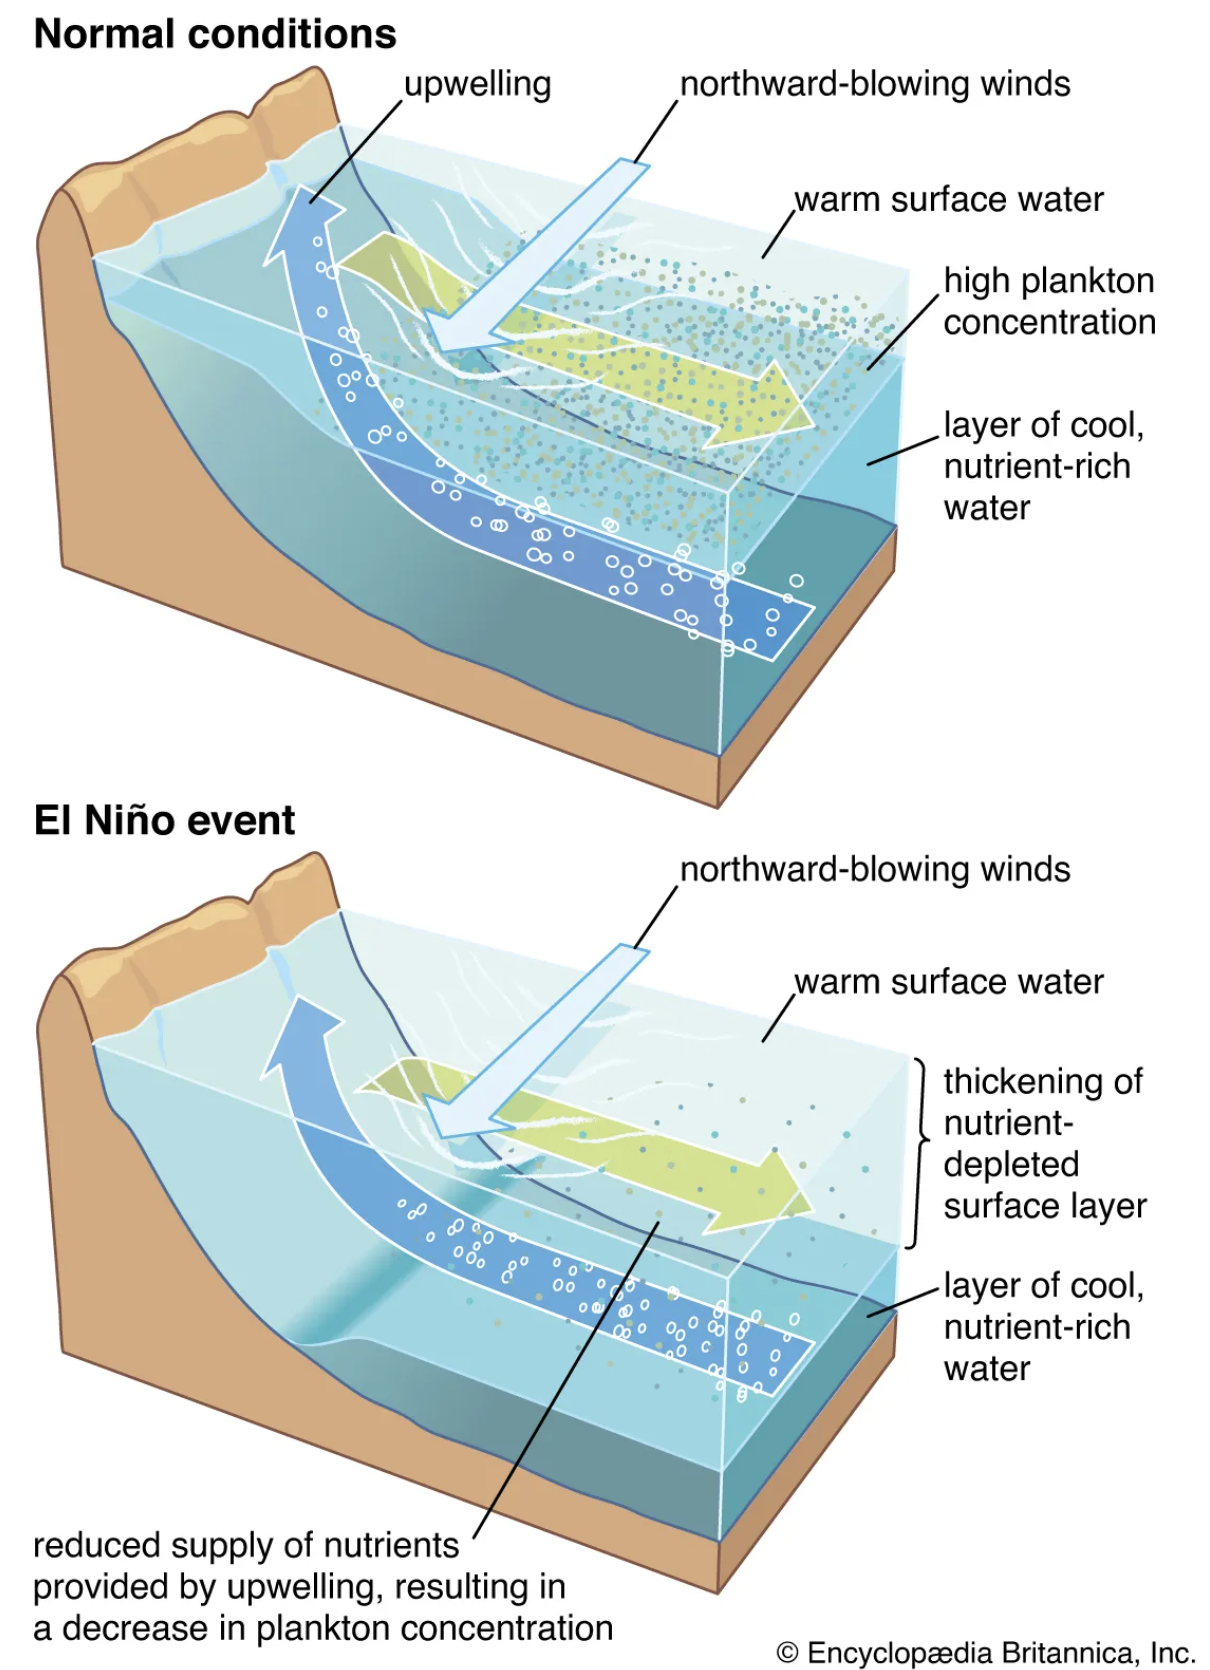 Normal conditions
upwelling
northward-blowing winds
warm surface water
high plankton
concentration
layer of cool,
nutrient-rich
water
El Niño event
northward-blowing winds
warm surface water
thickening of
nutrient-
depleted
surface layer
layer of cool,
nutrient-rich
water
reduced supply of nutrients
provided by upwelling, resulting in
a decrease in plankton concentration
© Encyclopædia Britannica, Inc.